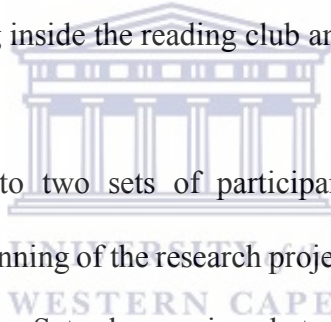 g inside the reading club an
to two sets of participan
UNIVERSITY of the
nning of the research projec
WESTERN CAPE